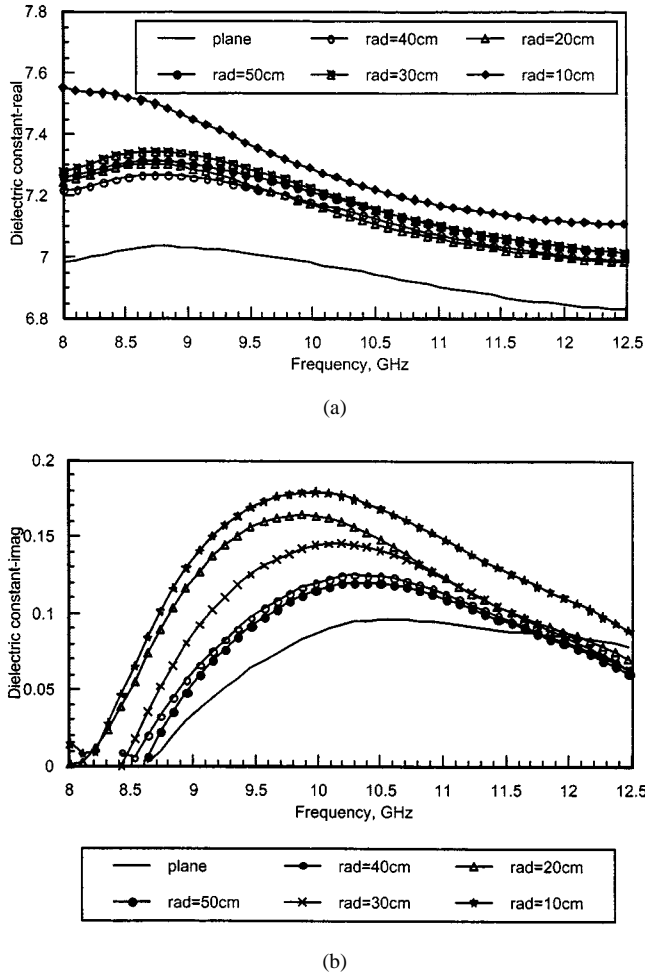 7.8
plane rad=40cm rad=20cm
rad=50cm rad=30cm rad=10cm
7.6
7.4
7.2
7
6.8
Dielectric constant-real
8 8.5 9 9.5 10 10.5 11 11.5 12 12.5
Frequency, GHz
(a)
0.2
0.15
0.1
0.05
0
Dielectric constant-imag
8 8.5 9 9.5 10 10.5 11 11.5 12 12.5
Frequency, GHz
plane rad=40cm rad=20cm
rad=50cm rad=30cm rad=10cm
(b)